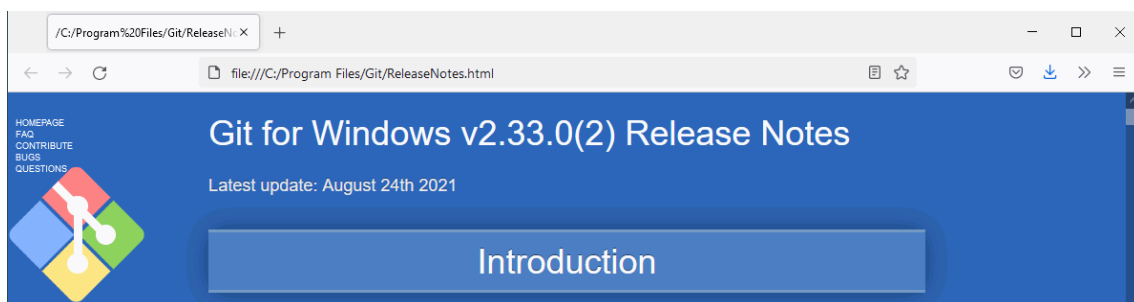 /C:/Program%20Files/Git/ReleaseNo
file:///C:/Program Files/Git/ReleaseNotes.html
HOMEPAGE
FAQ
CONTRIBUTE
BUGS
QUESTIONS
Git for Windows v2.33.0(2) Release Notes
Latest update: August 24th 2021
Introduction